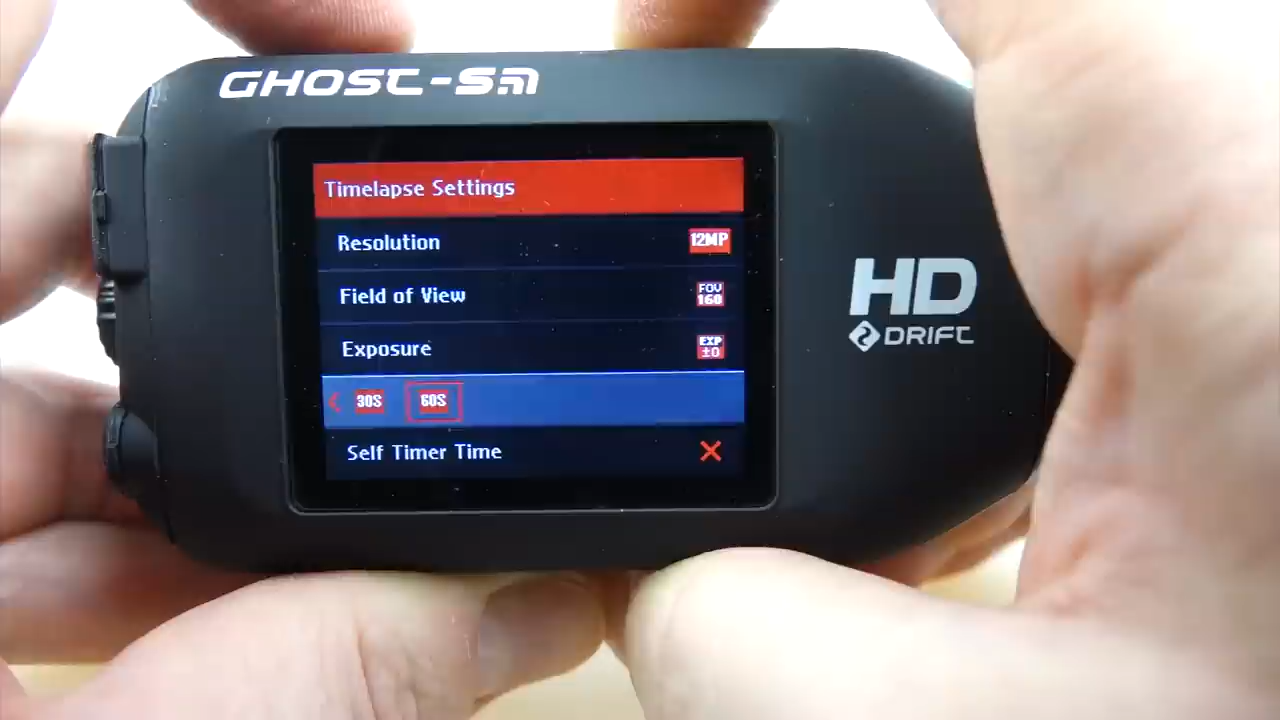 GHOST-SM
Timelapse Settings
Resolution 12MP
Field of View FOV 160
Exposure EXP ±0
< 30S 60S
Self Timer Time X
HD
DRIFT